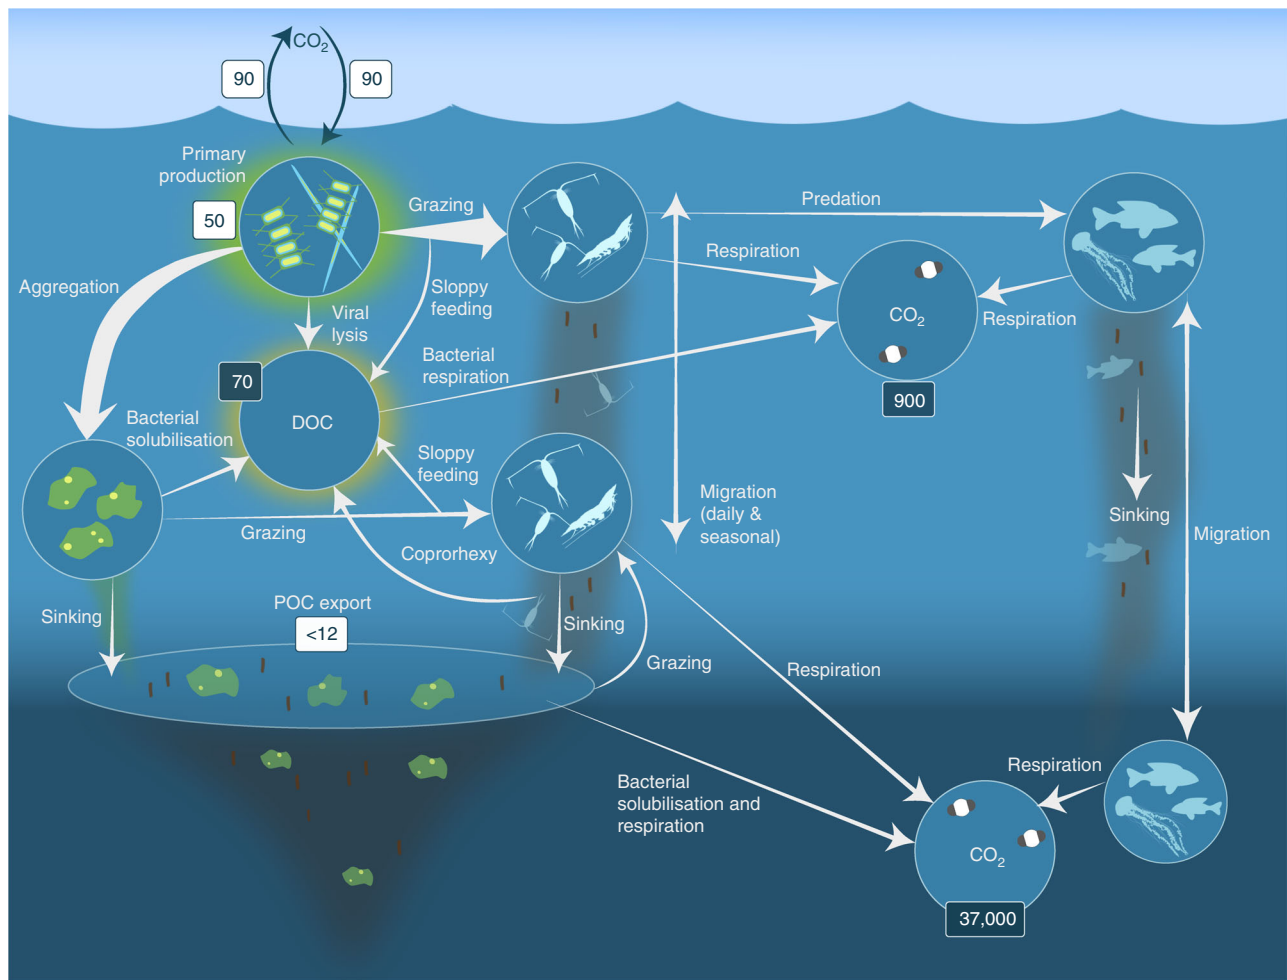 CO2
90
90
Primary
production
50
Grazing
Predation
Respiration
Aggregation
Sloppy
feeding
Viral
lysis
CO2
Respiration
70
Bacterial
respiration
900
DOC
Bacterial
solubilisation
Sloppy
feeding
Migration
(daily &
seasonal)
Sinking
Grazing
Migration
Coprorhexy
POC export
<12
Sinking
Sinking
Grazing
Respiration
Bacterial
solubilisation and
respiration
Respiration
CO2
37,000